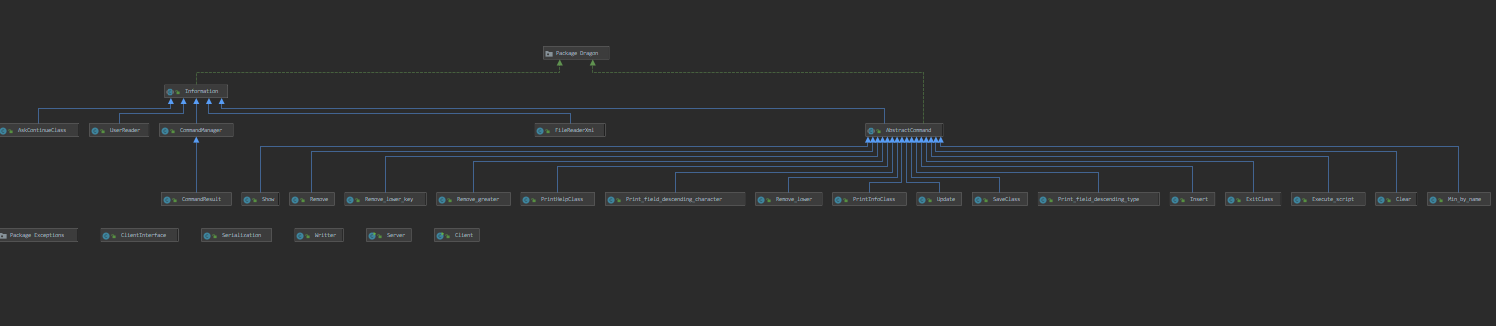 Package Dragon
Information
AskContinueClass
UserReader
CommandManager
FileReaderXml
AbstractCommand
CommandResult
Show
Remove
Remove_lower_key
Remove_greater
PrintHelpClass
Print_field_descending_character
Remove_lower
PrintInfoClass
Update
SaveClass
Print_field_descending_type
Insert
ExitClass
Execute_script
Clear
Min_by_name
Package Exceptions
ClientInterface
Serialization
Writter
Server
Client